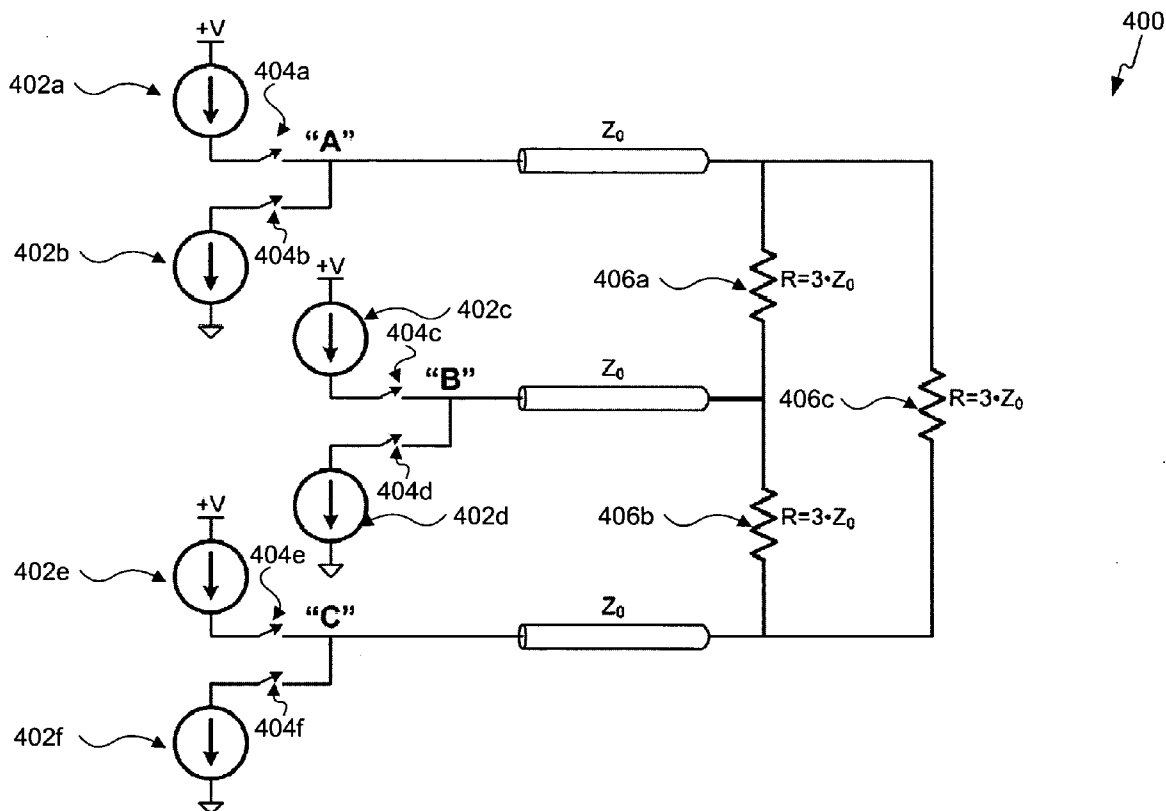 400
+V
402a
404a
“A”
Z₀
402b
404b
+V
402c
404c
406a
R=3•Z₀
“B”
Z₀
406c
R=3•Z₀
404d
402d
+V
402e
404e
406b
R=3•Z₀
“C”
Z₀
402f
404f